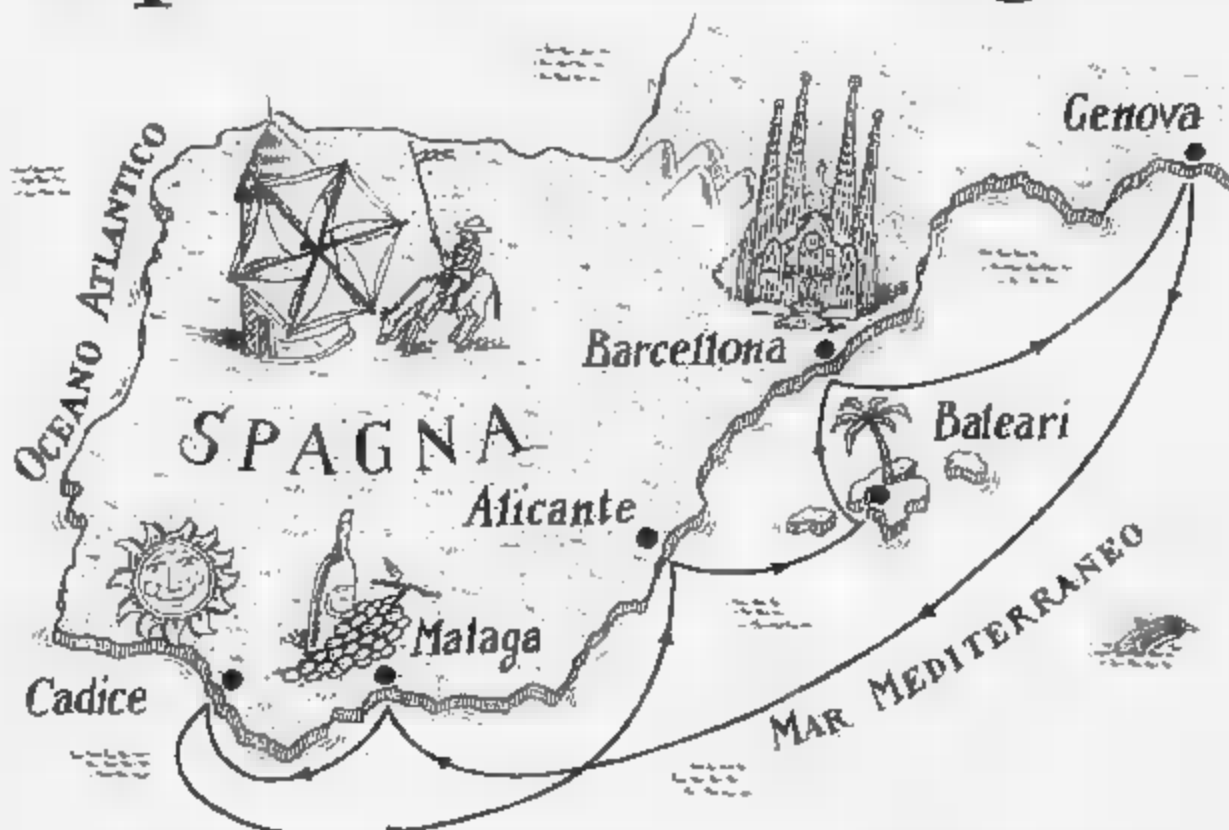 Genova
OCEANO ATLANTICO
Barcellona
Baleari
SPAGNA
Alicante
Malaga
MAR MEDITERRANEO
Cadice